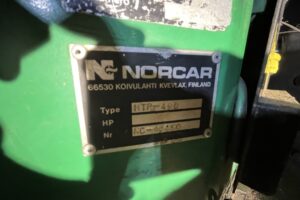 NORCAR
66530 KOIVULAHTI KVEVLAX, FINLAND
Type
HP
Nr